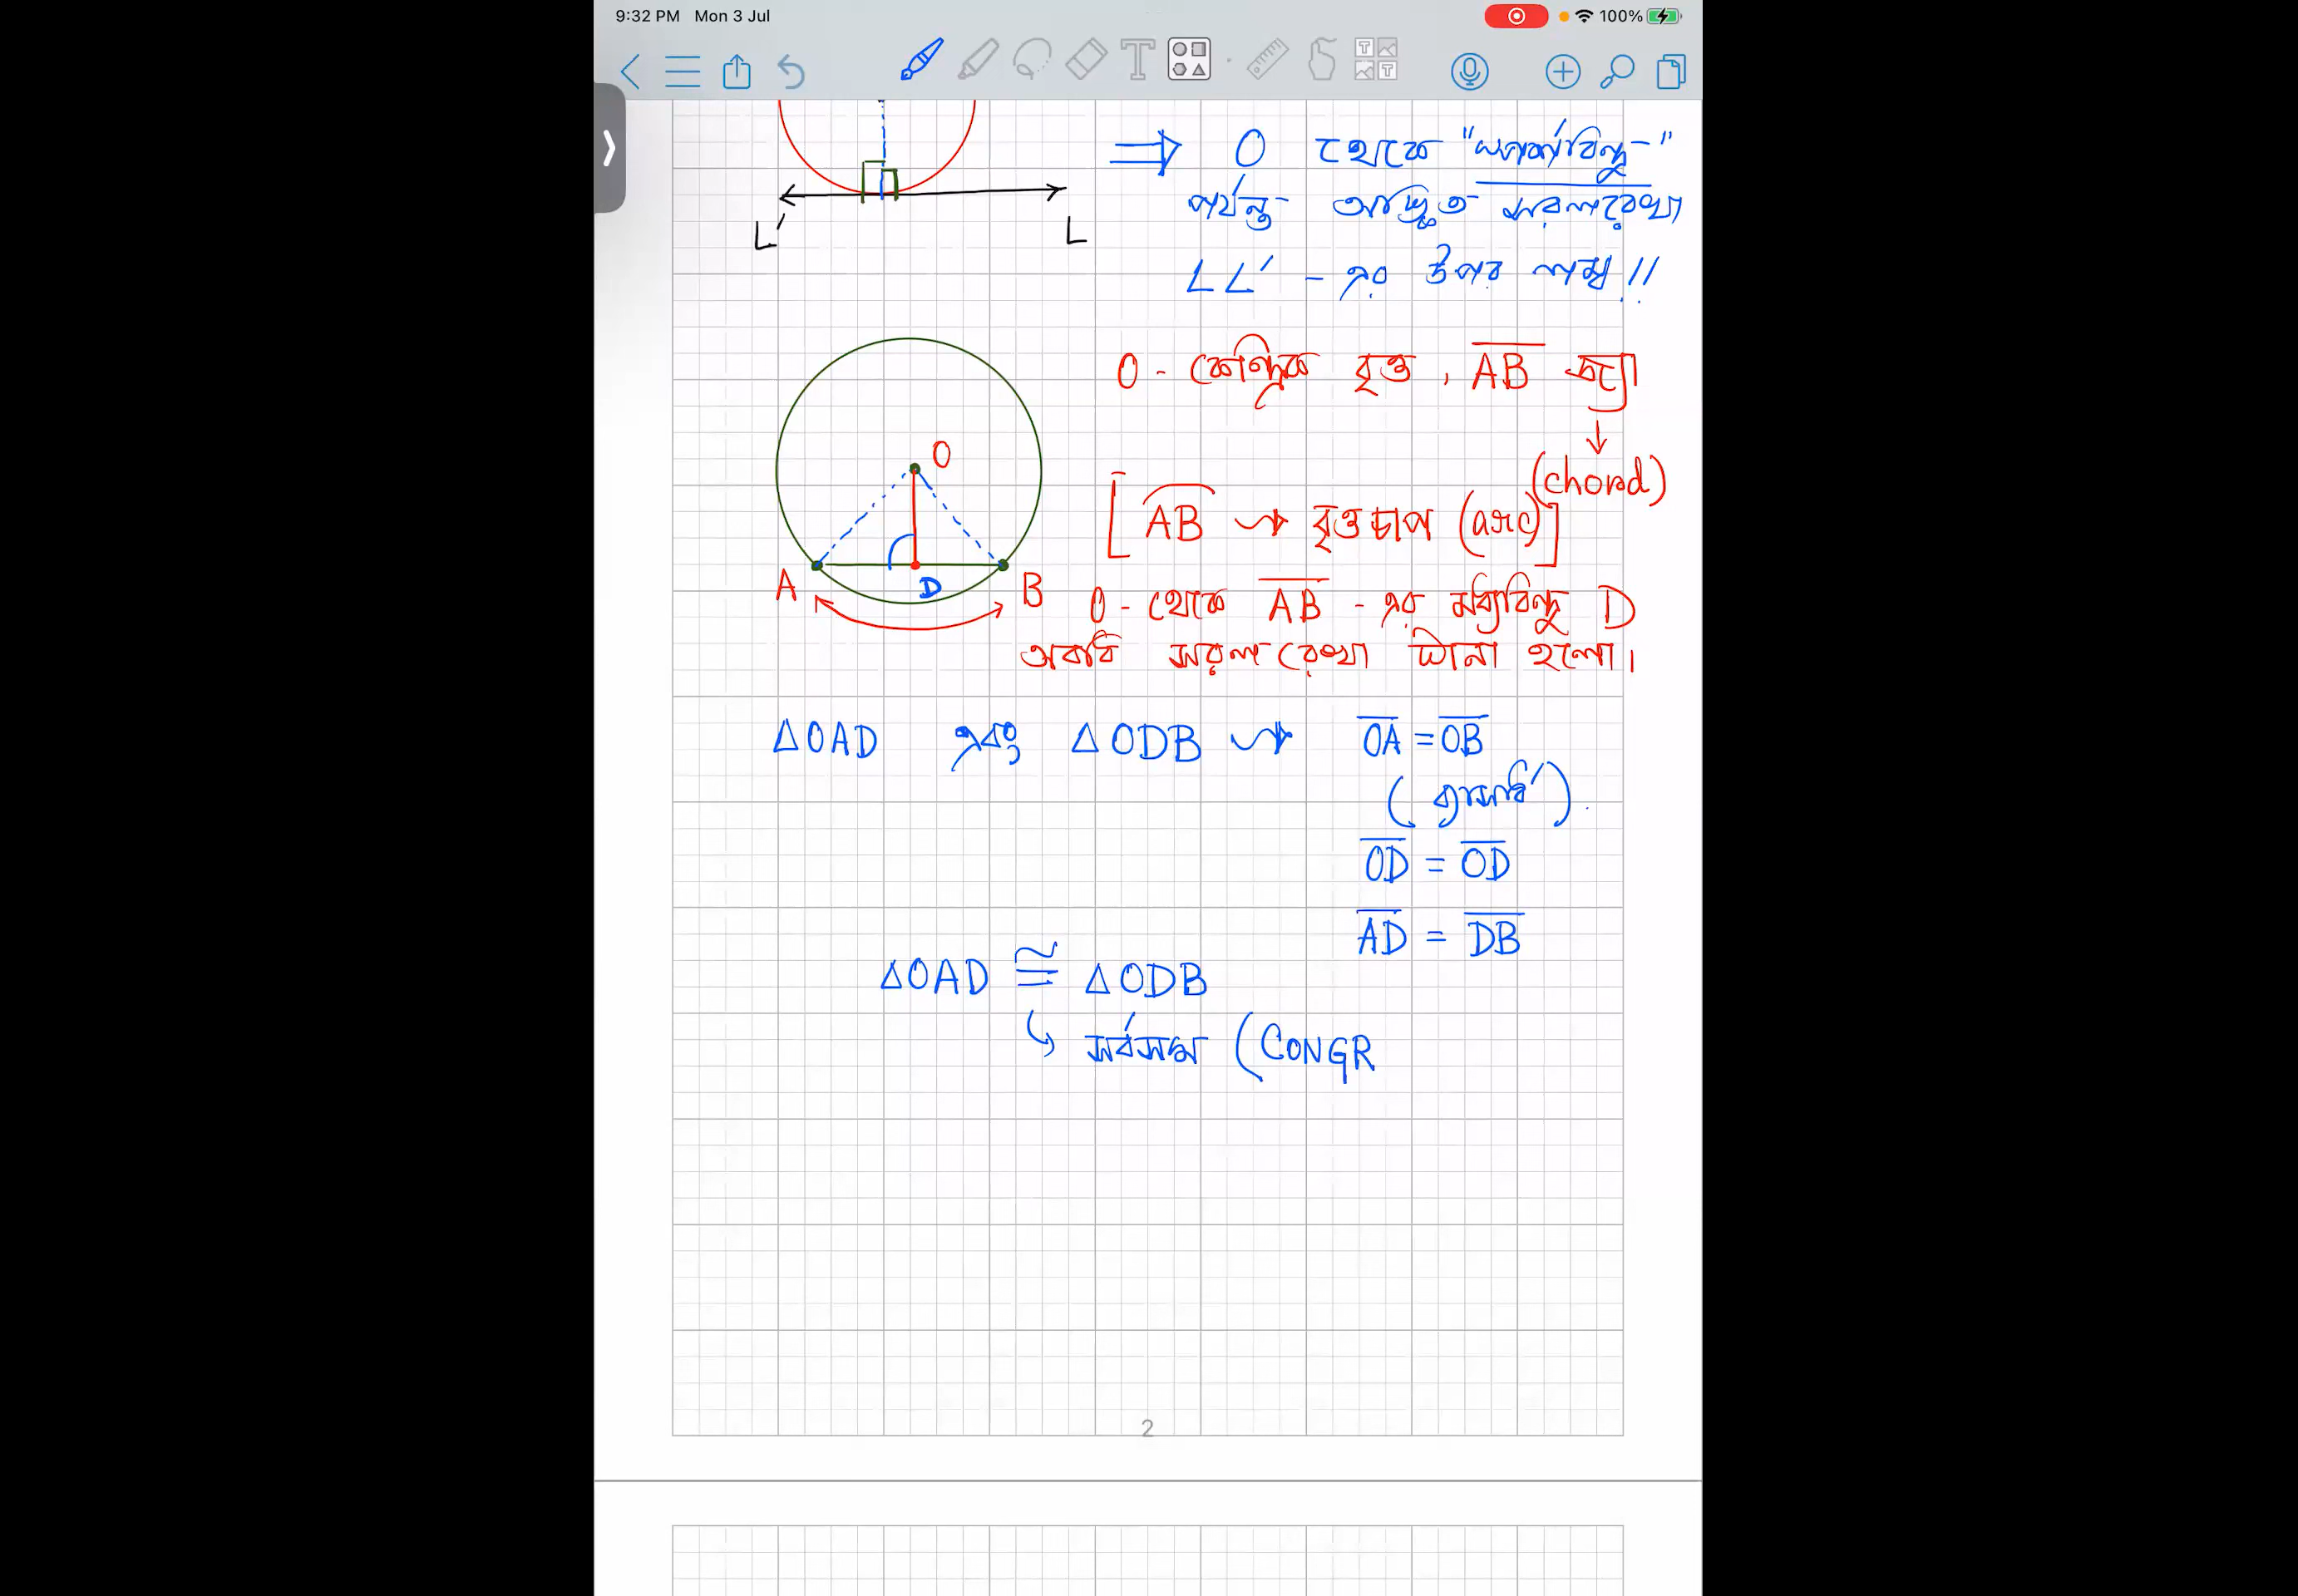 9:32 PM Mon 3 Jul
100%
L'
L
⟹ O থেকে "স্পর্শবিন্দু"
পর্যন্ত অঙ্কিত সরলরেখা
LL' - এর উপর লম্ব!!
O - কেন্দ্রিক বৃত্ত, AB জ্যা
↓
(chord)
O
[AB ⇝ বৃত্তচাপ (arc)]
A
D
B
O - থেকে AB - এর মধ্যবিন্দু D
অবধি সরলরেখা টানা হলো।
ΔOAD এবং ΔODB ⇝ OA = OB
(ব্যাসার্ধ).
OD = OD
AD = DB
ΔOAD ≅ ΔODB
↳ সর্বসম (CONGR
2